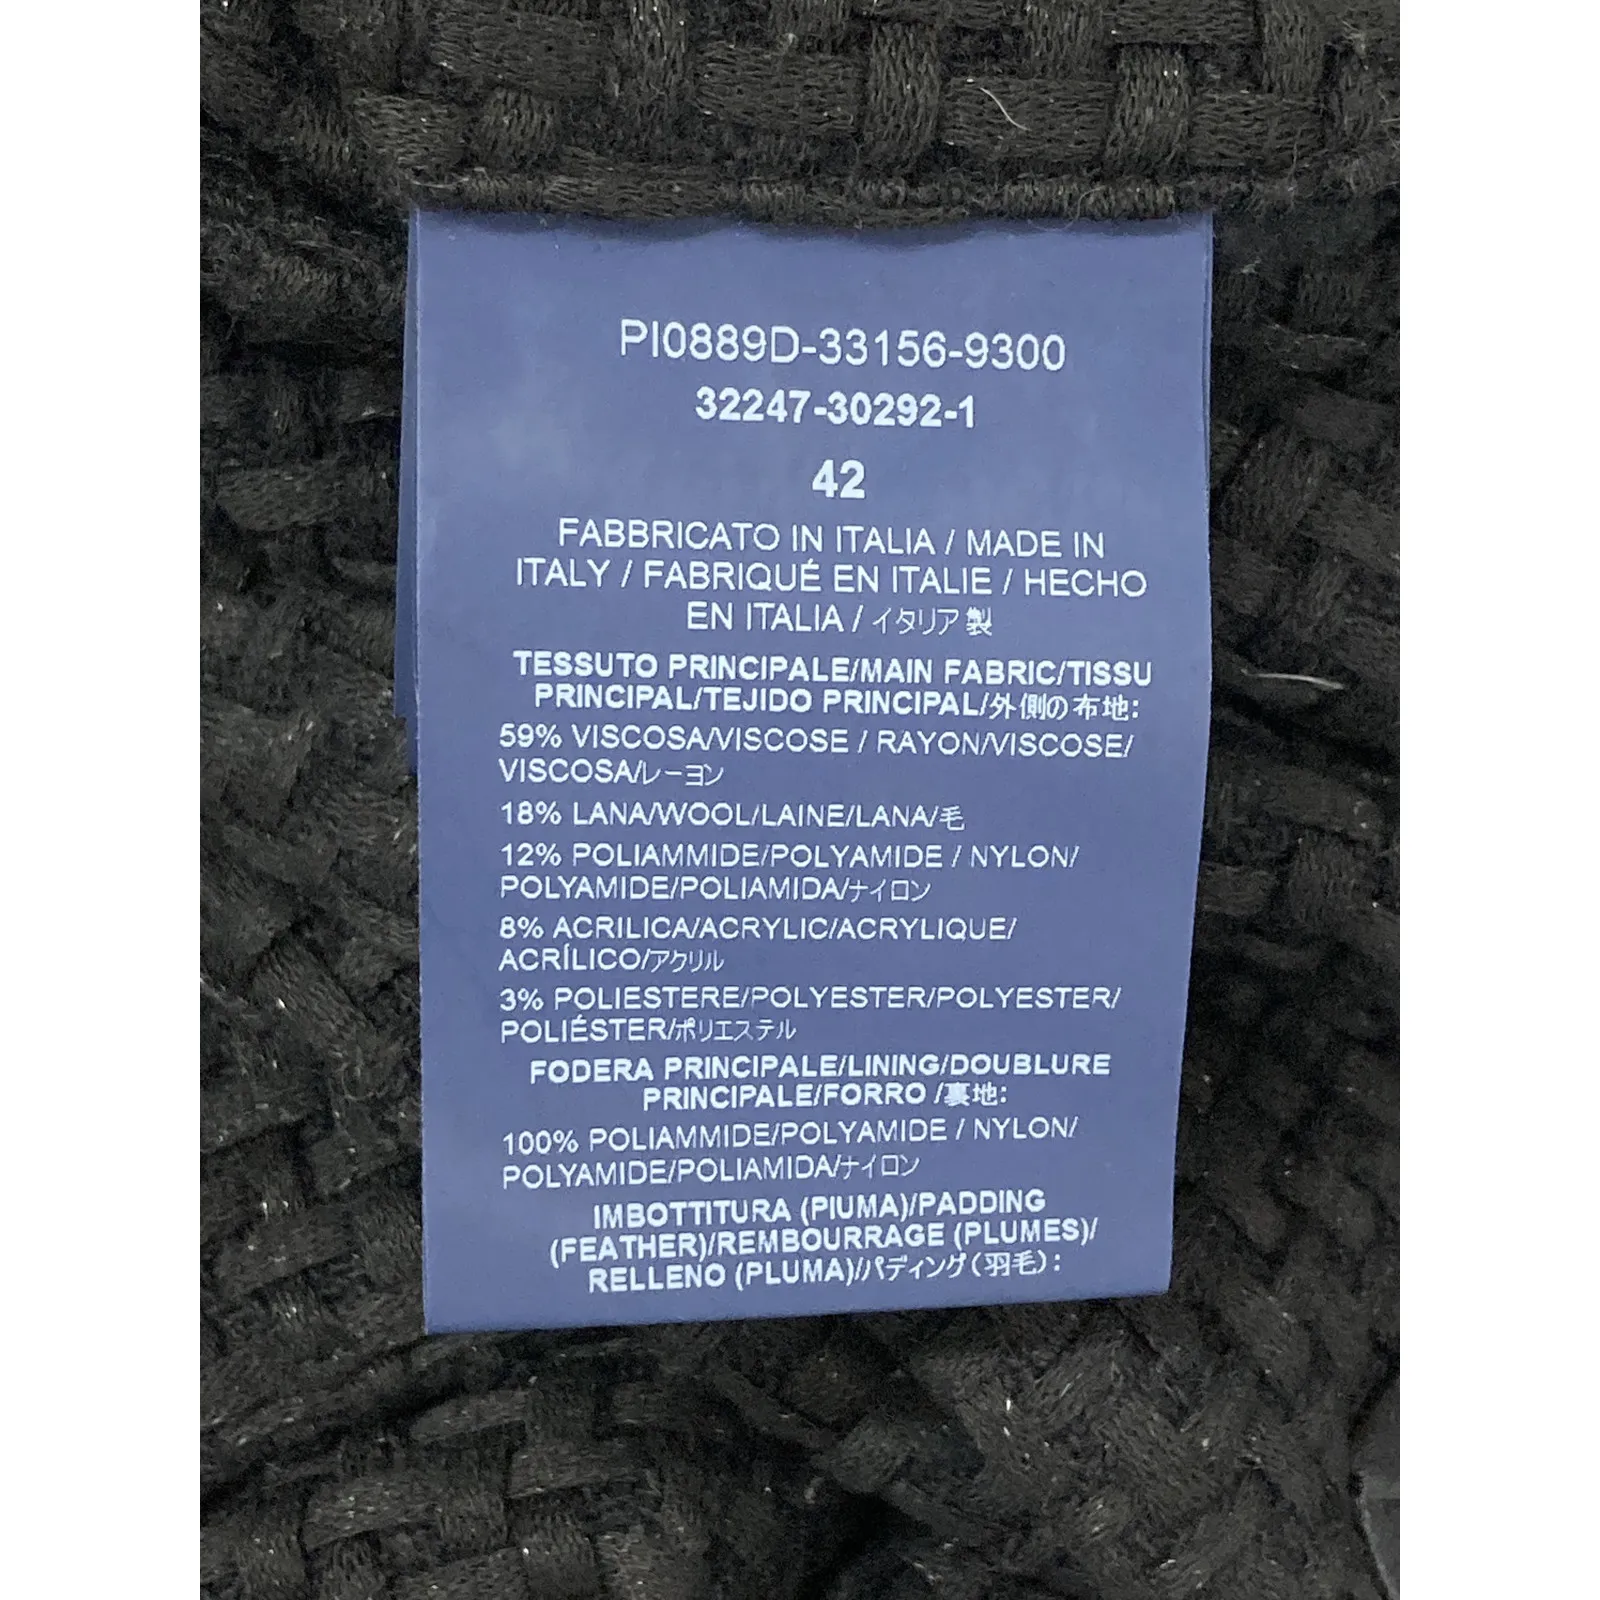 PI0889D-33156-9300
32247-30292-1
42
FABBRICATO IN ITALIA / MADE IN
ITALY / FABRIQUÉ EN ITALIE / HECHO
EN ITALIA / イタリア製
TESSUTO PRINCIPALE/MAIN FABRIC/TISSU
PRINCIPAL/TEJIDO PRINCIPAL/外側の布地:
59% VISCOSA/VISCOSE / RAYON/VISCOSE/
VISCOSA/レーヨン
18% LANA/WOOL/LAINE/LANA/毛
12% POLIAMMIDE/POLYAMIDE / NYLON/
POLYAMIDE/POLIAMIDA/ナイロン
8% ACRILICA/ACRYLIC/ACRYLIQUE/
ACRÍLICO/アクリル
3% POLIESTERE/POLYESTER/POLYESTER/
POLIÉSTER/ポリエステル
FODERA PRINCIPALE/LINING/DOUBLURE
PRINCIPALE/FORRO /裏地:
100% POLIAMMIDE/POLYAMIDE / NYLON/
POLYAMIDE/POLIAMIDA/ナイロン
IMBOTTITURA (PIUMA)/PADDING
(FEATHER)/REMBOURRAGE (PLUMES)/
RELLENO (PLUMA)/パディング(羽毛):